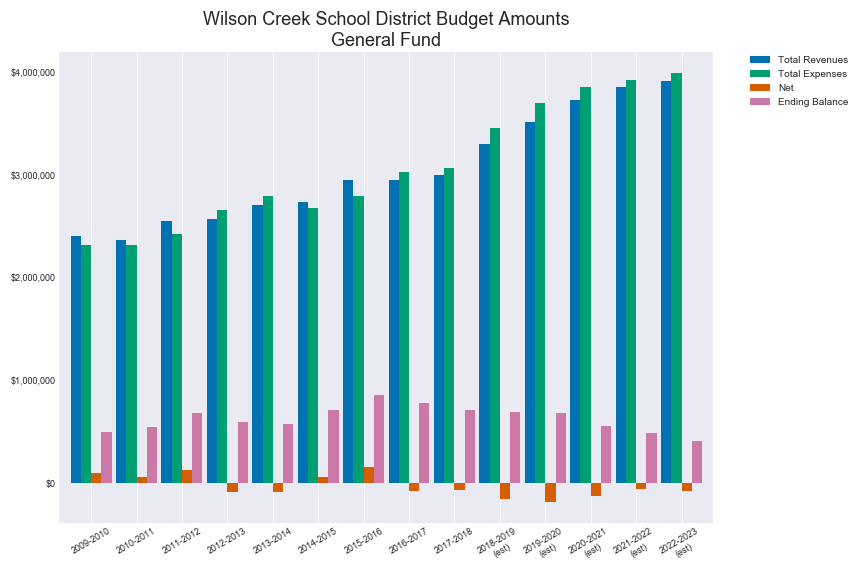 Wilson Creek School District Budget Amounts
General Fund
Total Revenues
Total Expenses
Net
Ending Balance
$4,000,000
$3,000,000
$2,000,000
$1,000,000
$0
2009-2010
2010-2011
2011-2012
2012-2013
2013-2014
2014-2015
2015-2016
2016-2017
2017-2018
2018-2019
(est)
2019-2020
(est)
2020-2021
(est)
2021-2022
(est)
2022-2023
(est)